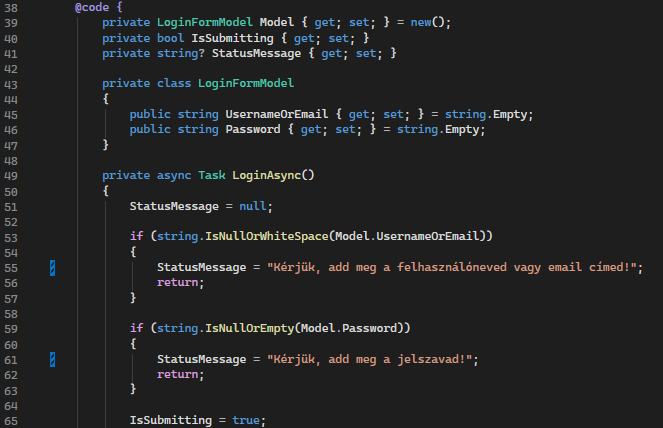 38 @code {
39 private LoginFormModel Model { get; set; } = new();
40 private bool IsSubmitting { get; set; }
41 private string? StatusMessage { get; set; }
42
43 private class LoginFormModel
44 {
45 public string UsernameOrEmail { get; set; } = string.Empty;
46 public string Password { get; set; } = string.Empty;
47 }
48
49 private async Task LoginAsync()
50 {
51 StatusMessage = null;
52
53 if (string.IsNullOrWhiteSpace(Model.UsernameOrEmail))
54 {
55 StatusMessage = "Kérjük, add meg a felhasználóneved vagy email címed!";
56 return;
57 }
58
59 if (string.IsNullOrEmpty(Model.Password))
60 {
61 StatusMessage = "Kérjük, add meg a jelszavad!";
62 return;
63 }
64
65 IsSubmitting = true;